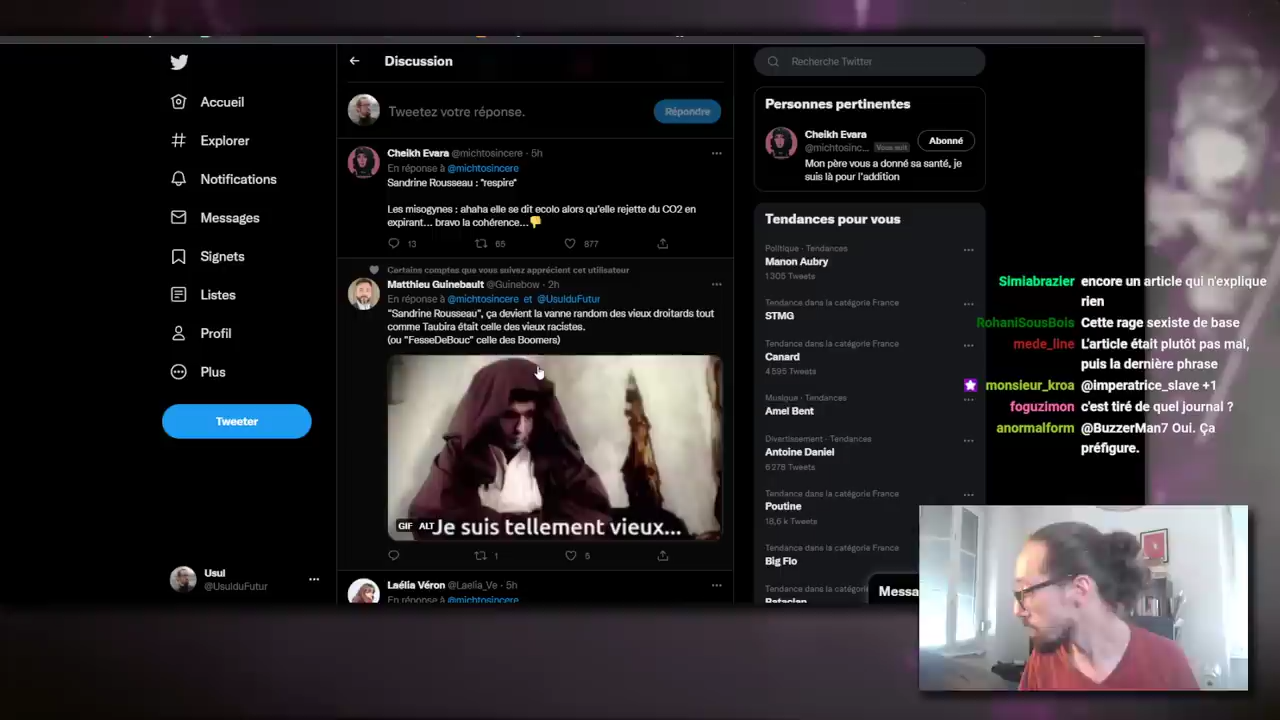 Discussion
Accueil
Explorer
Notifications
Messages
Signets
Listes
Profil
Plus
Tweeter
Usul
@UsulduFutur
Tweetez votre réponse.
Répondre
Cheikh Evara @michtosincere · 5h
En réponse à @michtosincere
Sandrine Rousseau : "respire"
Les misogynes : ahaha elle se dit ecolo alors qu'elle rejette du CO2 en
expirant... bravo la cohérence...👎
13
65
877
Certains comptes que vous suivez apprécient cet utilisateur
Matthieu Guinebault @Guinebow · 2h
En réponse à @michtosincere et @UsulduFutur
"Sandrine Rousseau", ça devient la vanne random des vieux droitards tout
comme Taubira était celle des vieux racistes.
(ou "FesseDeBouc" celle des Boomers)
GIF ALT
Je suis tellement vieux...
1
5
Laélia Véron @Laelia_Ve · 5h
En réponse à @michtosincere
Recherche Twitter
Personnes pertinentes
Cheikh Evara
@michtosinc... Vous suit
Abonné
Mon père vous a donné sa santé, je
suis là pour l'addition
Tendances pour vous
Politique · Tendances
Manon Aubry
1 305 Tweets
Tendance dans la catégorie France
STMG
Tendance dans la catégorie France
Canard
4 595 Tweets
Musique · Tendances
Amel Bent
Divertissement · Tendances
Antoine Daniel
6 278 Tweets
Tendance dans la catégorie France
Poutine
18,6 k Tweets
Tendance dans la catégorie France
Big Flo
Tendance dans la catégorie
Bataclan
Messa
Simiabrazier encore un article qui n'explique
rien
RohaniSousBois Cette rage sexiste de base
mede_line L'article était plutôt pas mal,
puis la dernière phrase
monsieur_kroa @imperatrice_slave +1
foguzimon c'est tiré de quel journal ?
anormalform @BuzzerMan7 Oui. Ça
préfigure.